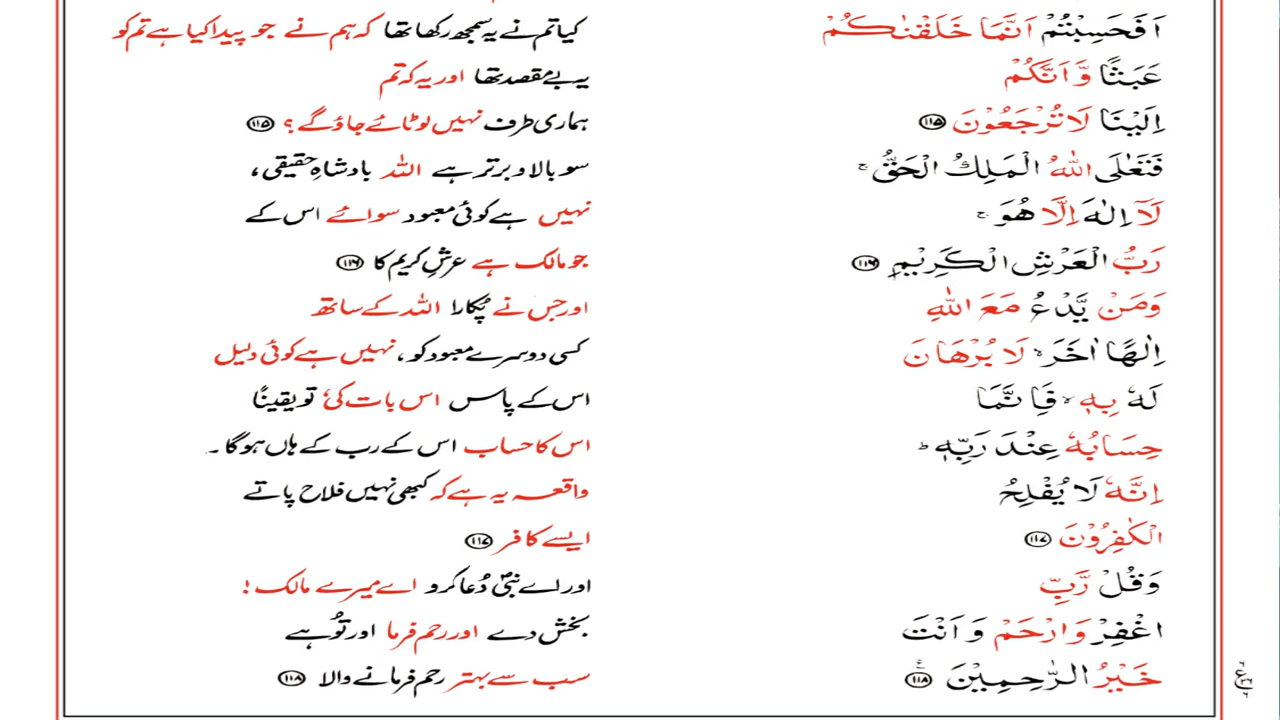 اَفَحَسِبْتُمْ اَنَّمَا خَلَقْنٰكُمْ کیا تم نے یہ سمجھ رکھا تھا کہ ہم نے جو پیدا کیا ہے تم کو
عَبَثًا وَّاَنَّكُمْ یہ بے مقصد تھا اور یہ کہ تم
اِلَيْنَا لَا تُرْجَعُوْنَ ۝۱۱۵ ہماری طرف نہیں لوٹائے جاؤ گے؟ ۝۱۱۵
فَتَعٰلَى اللّٰهُ الْمَلِكُ الْحَقُّ ۚ سو بالا و برتر ہے اللہ بادشاہِ حقیقی،
لَاۤ اِلٰهَ اِلَّا هُوَ ۚ نہیں ہے کوئی معبود سوائے اس کے
رَبُّ الْعَرْشِ الْكَرِيْمِ ۝۱۱۶ جو مالک ہے عرشِ کریم کا ۝۱۱۶
وَمَنْ يَّدْعُ مَعَ اللّٰهِ اور جس نے پُکارا اللہ کے ساتھ
اِلٰهًا اٰخَرَ ۙ لَا بُرْهَانَ کسی دوسرے معبود کو، نہیں ہے کوئی دلیل
لَهٗ بِهٖ ۙ فَاِنَّمَا اس کے پاس اس بات کی، تو یقیناً
حِسَابُهٗ عِنْدَ رَبِّهٖ ؕ اس کا حساب اس کے رب کے ہاں ہوگا۔
اِنَّهٗ لَا يُفْلِحُ واقعہ یہ ہے کہ کبھی نہیں فلاح پاتے
الْكٰفِرُوْنَ ۝۱۱۷ ایسے کافر ۝۱۱۷
وَقُلْ رَّبِّ اور اے نبیؐ دُعا کرو اے میرے مالک!
اغْفِرْ وَارْحَمْ وَاَنْتَ بخش دے اور رحم فرما اور تُو ہے
خَيْرُ الرّٰحِمِيْنَ ۝۱۱۸ سب سے بہتر رحم فرمانے والا ۝۱۱۸